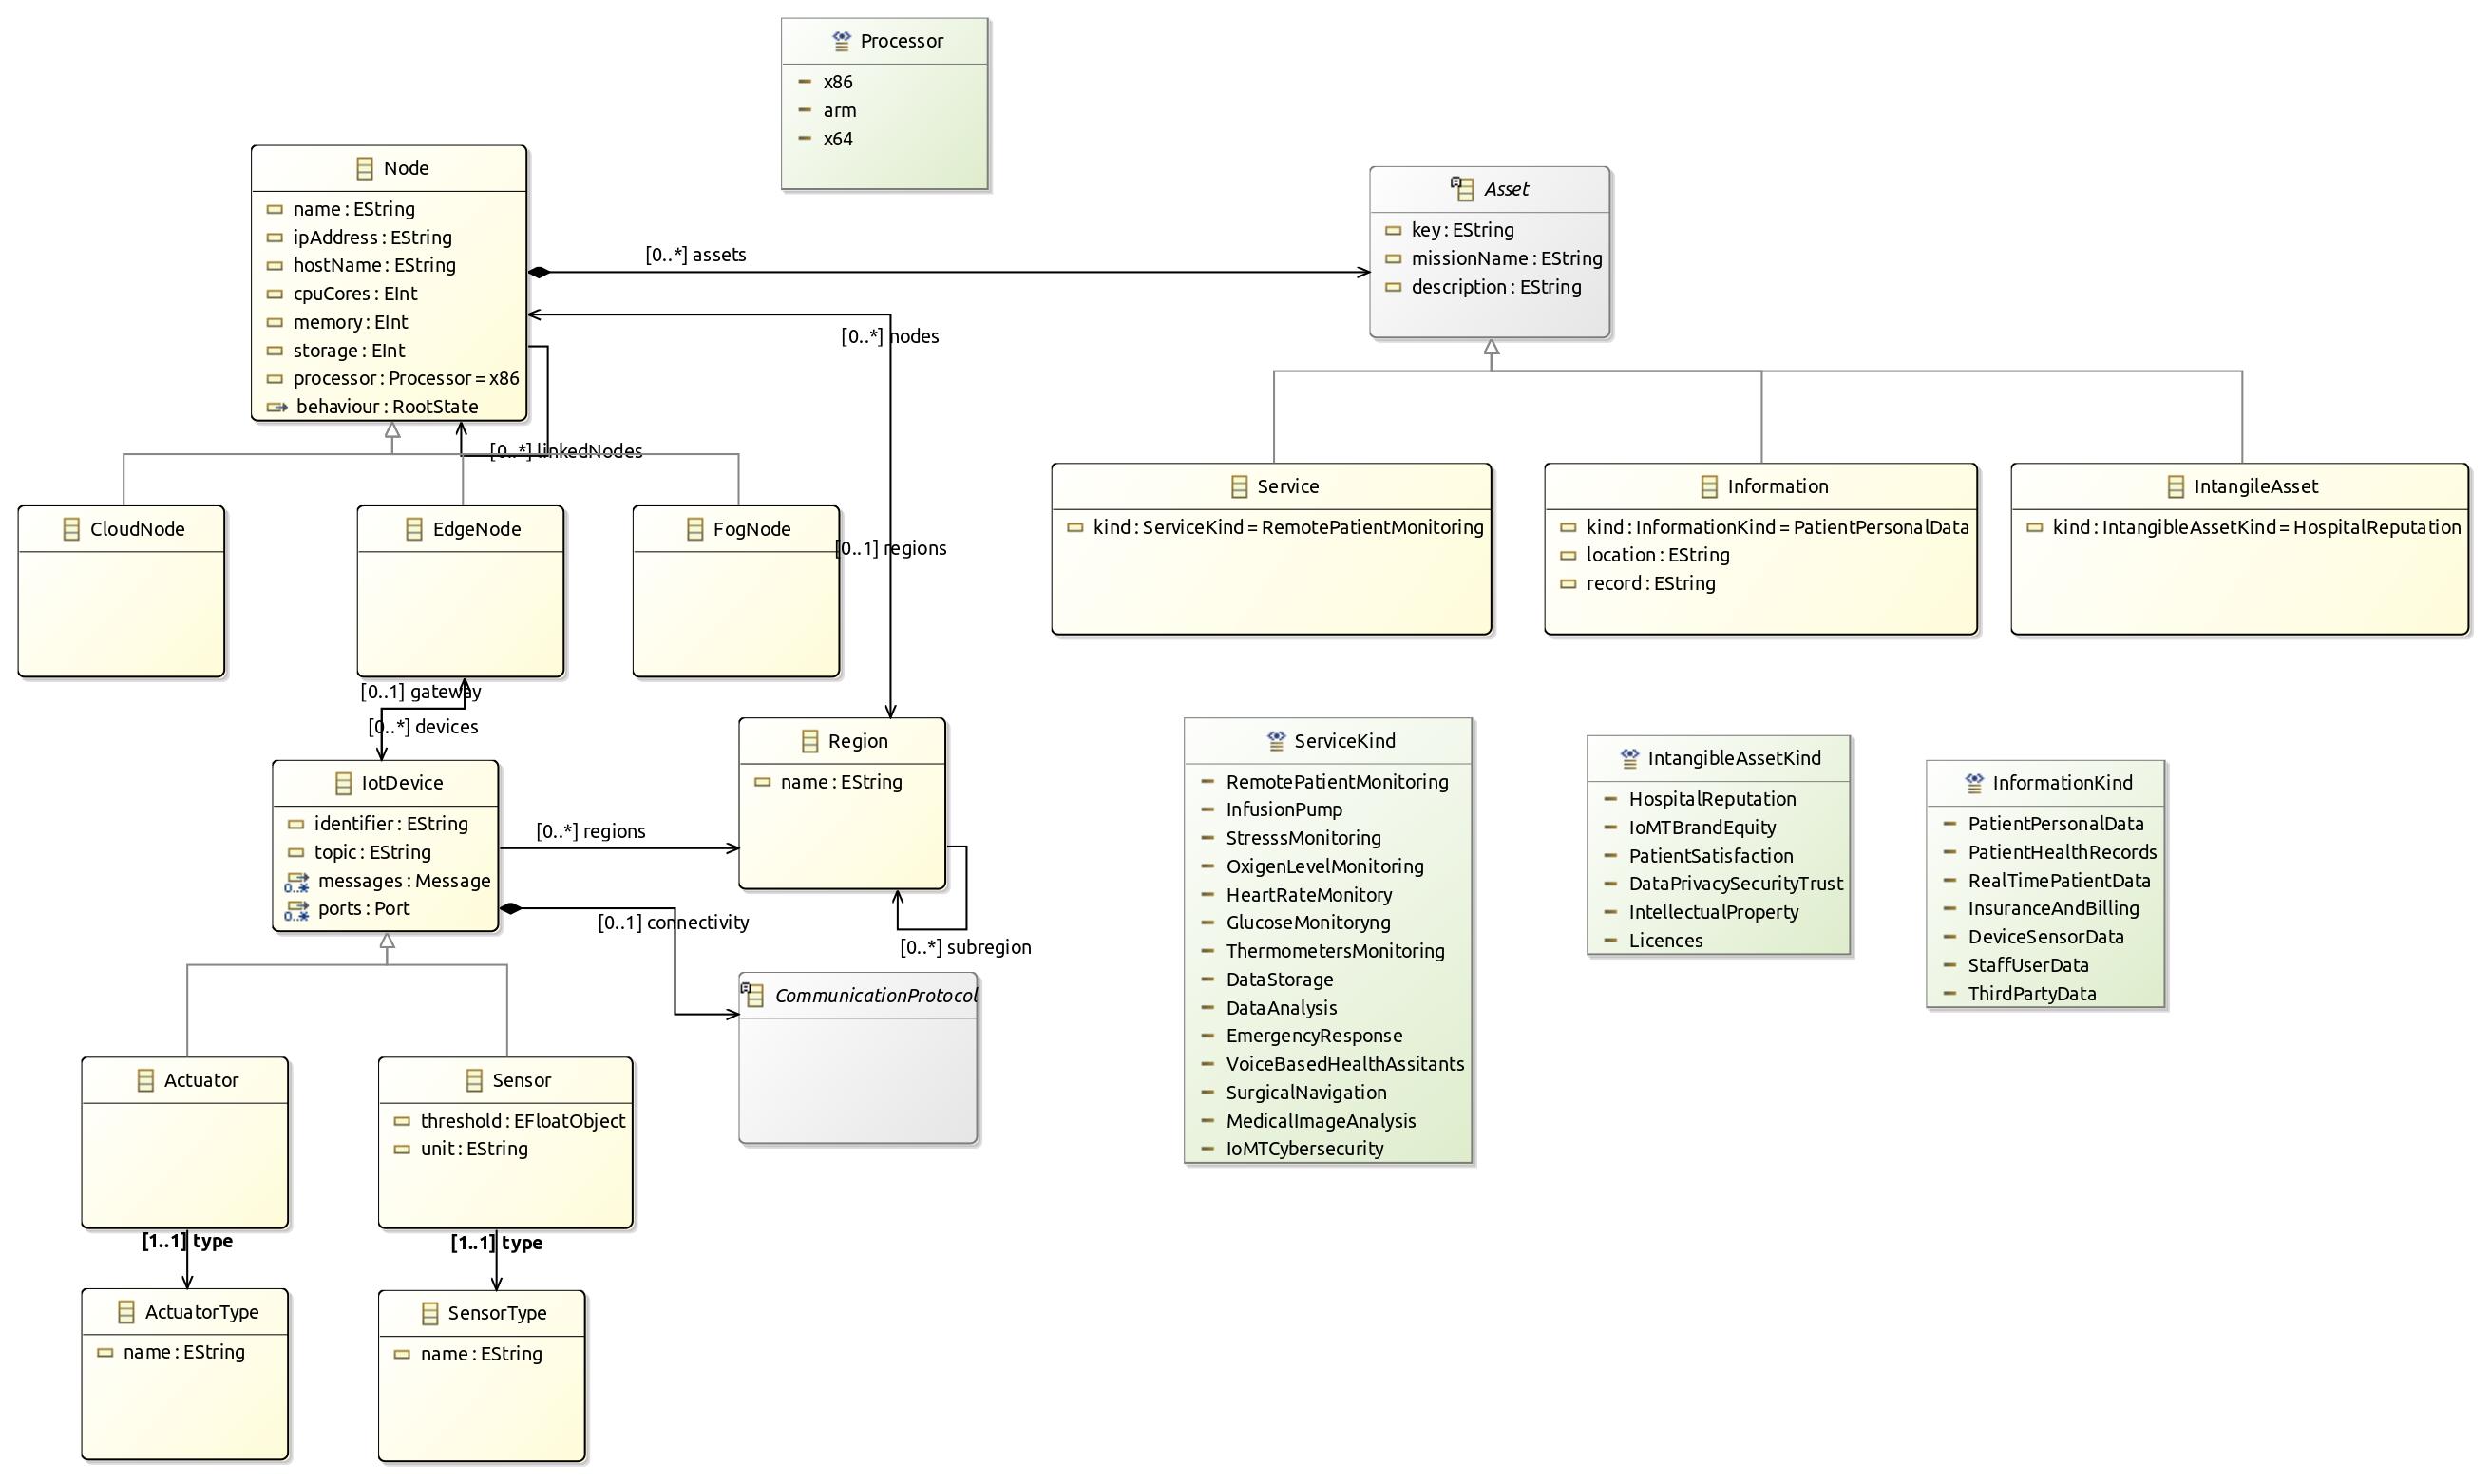 Processor
x86
arm
x64
Node
name : EString
ipAddress : EString
hostName : EString
cpuCores : EInt
memory : EInt
storage : EInt
processor : Processor = x86
behaviour : RootState
[0..*] assets
Asset
key : EString
missionName : EString
description : EString
[0..*] nodes
[0..*] linkedNodes
[0..1] regions
CloudNode
EdgeNode
FogNode
Service
kind : ServiceKind = RemotePatientMonitoring
Information
kind : InformationKind = PatientPersonalData
location : EString
record : EString
IntangileAsset
kind : IntangibleAssetKind = HospitalReputation
[0..1] gateway
[0..*] devices
IotDevice
identifier : EString
topic : EString
0..*
messages : Message
0..*
ports : Port
[0..*] regions
Region
name : EString
[0..*] subregion
[0..1] connectivity
CommunicationProtocol
ServiceKind
RemotePatientMonitoring
InfusionPump
StresssMonitoring
OxigenLevelMonitoring
HeartRateMonitory
GlucoseMonitoryng
ThermometersMonitoring
DataStorage
DataAnalysis
EmergencyResponse
VoiceBasedHealthAssitants
SurgicalNavigation
MedicalImageAnalysis
IoMTCybersecurity
IntangibleAssetKind
HospitalReputation
IoMTBrandEquity
PatientSatisfaction
DataPrivacySecurityTrust
IntellectualProperty
Licences
InformationKind
PatientPersonalData
PatientHealthRecords
RealTimePatientData
InsuranceAndBilling
DeviceSensorData
StaffUserData
ThirdPartyData
Actuator
Sensor
threshold : EFloatObject
unit : EString
[1..1] type
[1..1] type
ActuatorType
name : EString
SensorType
name : EString